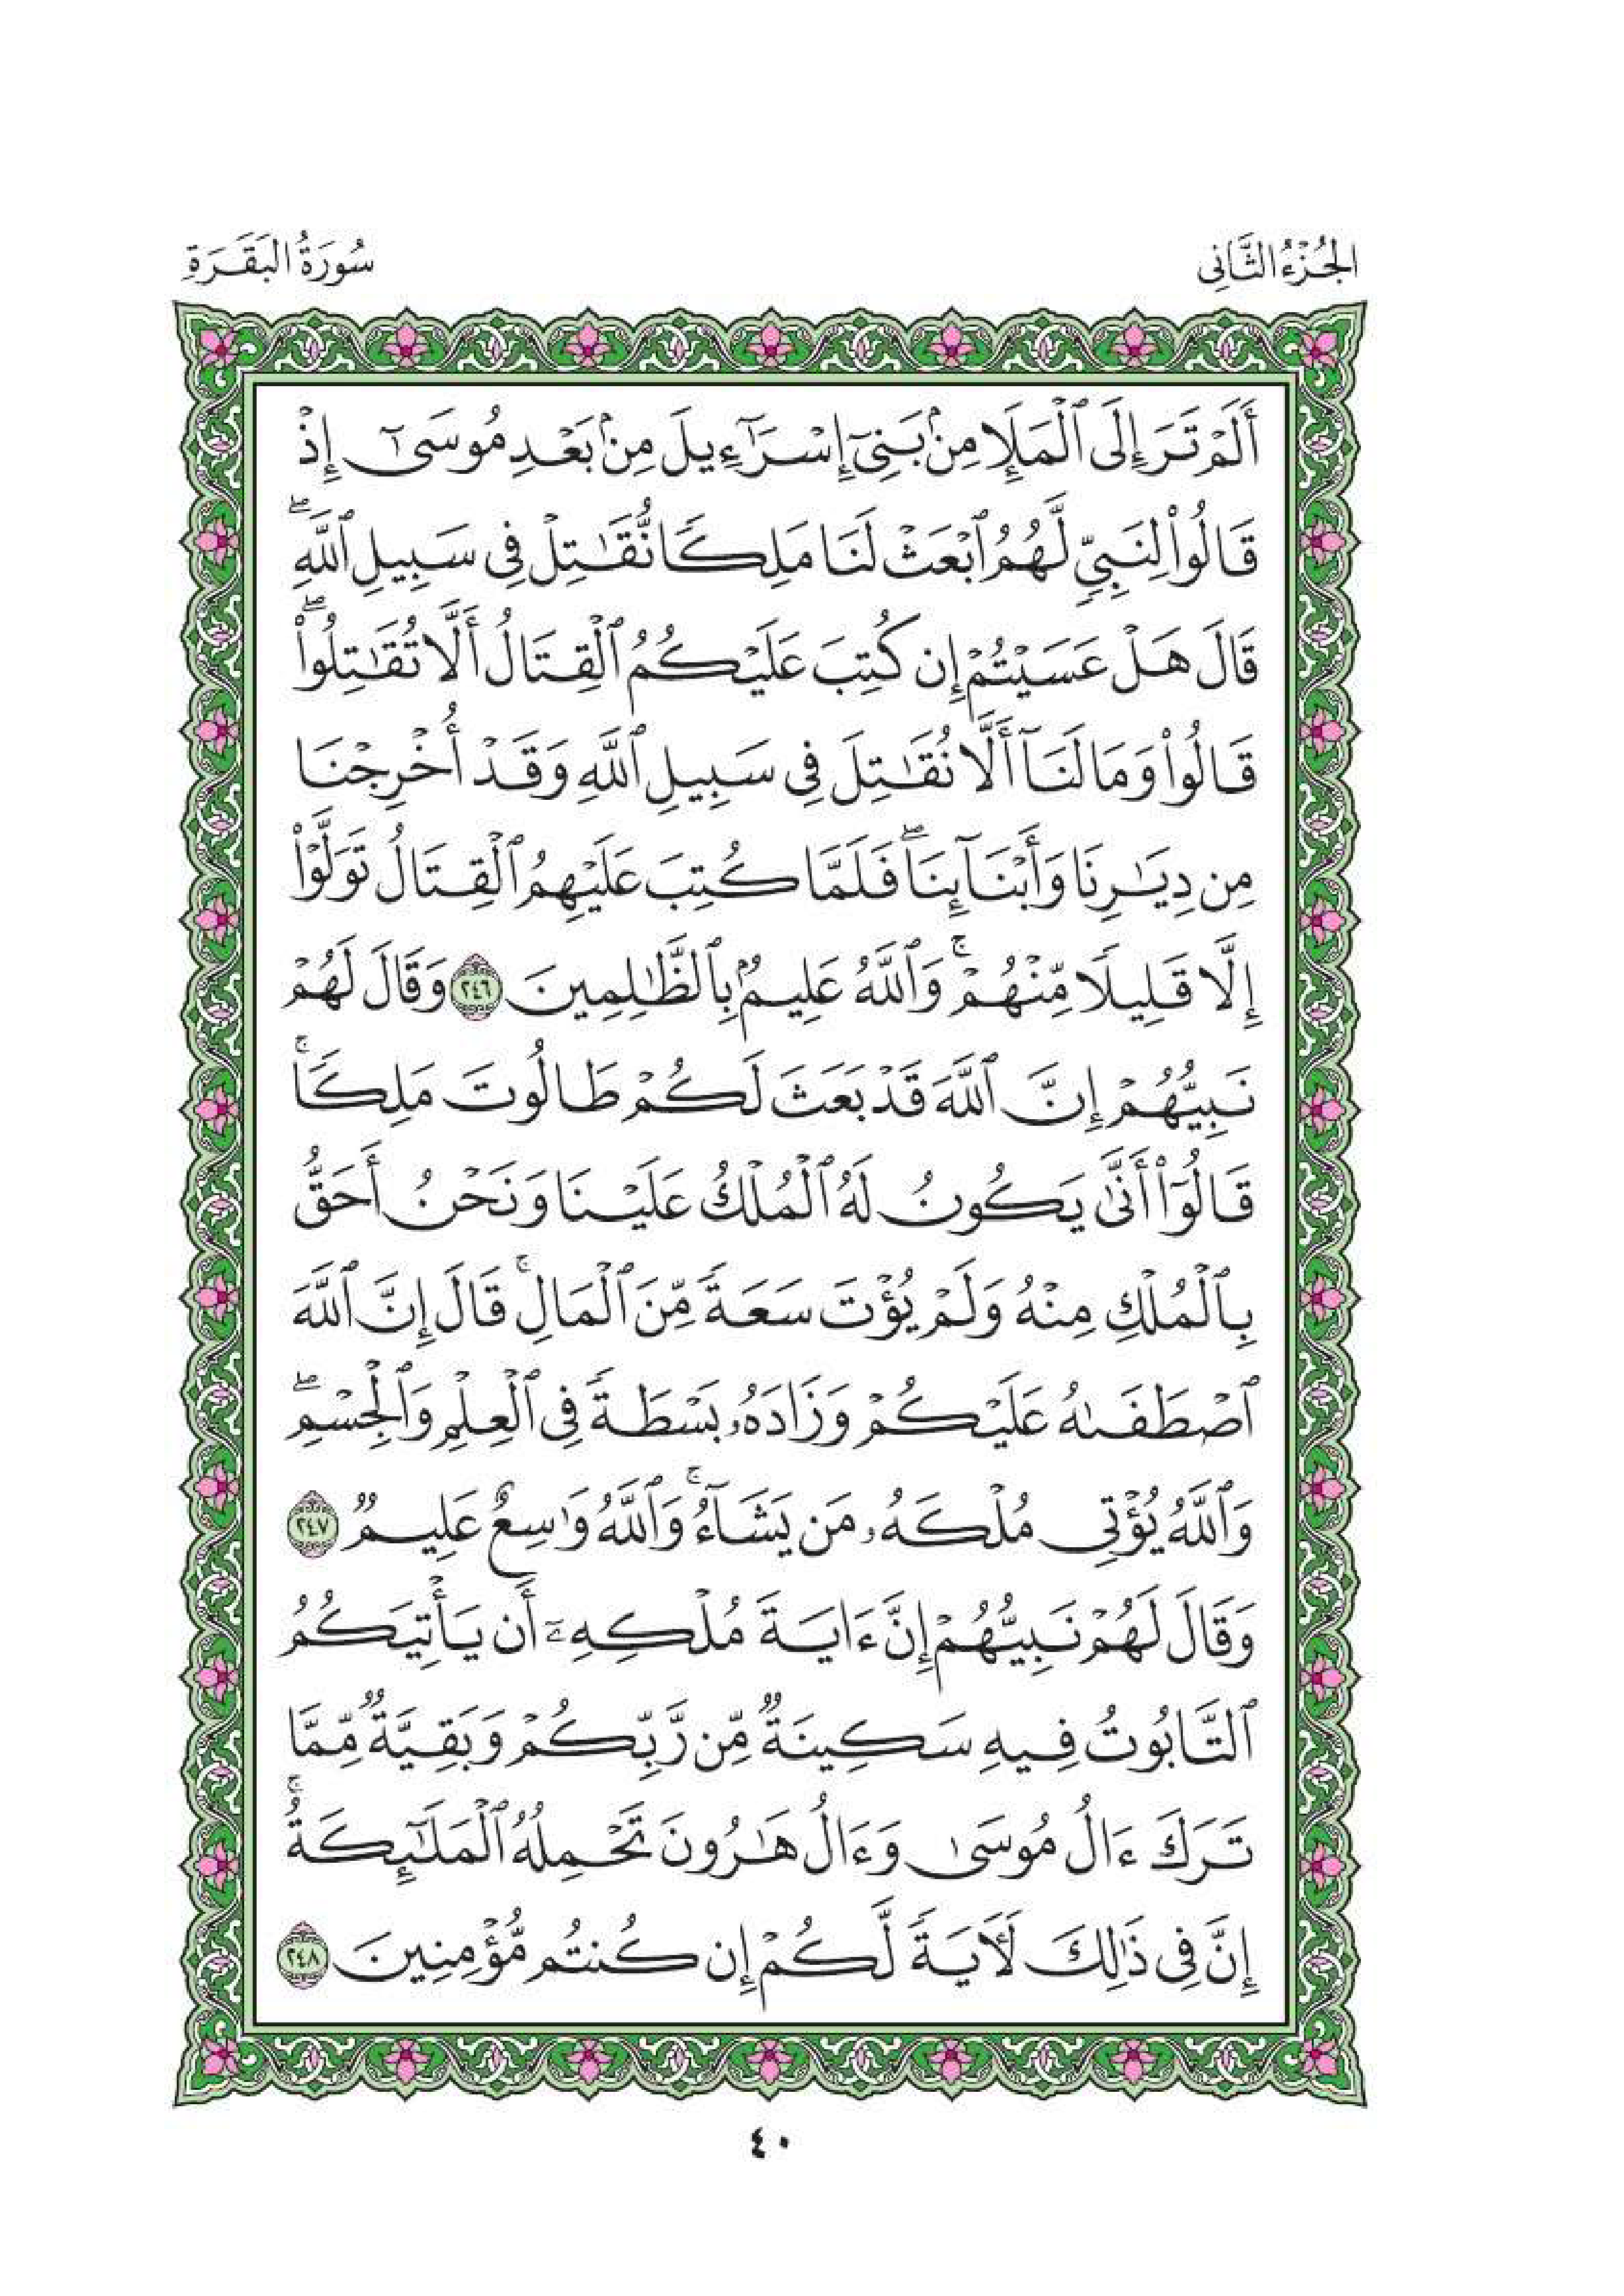 الجُزْءُ الثَّانِي
سُورَةُ البَقَرَةِ
أَلَمْ تَرَ إِلَى ٱلْمَلَإِ مِنۢ بَنِىٓ إِسْرَٰٓءِيلَ مِنۢ بَعْدِ مُوسَىٰٓ إِذْ
قَالُوا۟ لِنَبِىٍّ لَّهُمُ ٱبْعَثْ لَنَا مَلِكًا نُّقَٰتِلْ فِى سَبِيلِ ٱللَّهِ ۖ
قَالَ هَلْ عَسَيْتُمْ إِن كُتِبَ عَلَيْكُمُ ٱلْقِتَالُ أَلَّا تُقَٰتِلُوا۟ ۖ
قَالُوا۟ وَمَا لَنَآ أَلَّا نُقَٰتِلَ فِى سَبِيلِ ٱللَّهِ وَقَدْ أُخْرِجْنَا
مِن دِيَٰرِنَا وَأَبْنَآئِنَا ۖ فَلَمَّا كُتِبَ عَلَيْهِمُ ٱلْقِتَالُ تَوَلَّوْا۟
إِلَّا قَلِيلًا مِّنْهُمْ ۚ وَٱللَّهُ عَلِيمٌۢ بِٱلظَّٰلِمِينَ ٢٤٦ وَقَالَ لَهُمْ
نَبِيُّهُمْ إِنَّ ٱللَّهَ قَدْ بَعَثَ لَكُمْ طَالُوتَ مَلِكًا ۚ
قَالُوٓا۟ أَنَّىٰ يَكُونُ لَهُ ٱلْمُلْكُ عَلَيْنَا وَنَحْنُ أَحَقُّ
بِٱلْمُلْكِ مِنْهُ وَلَمْ يُؤْتَ سَعَةً مِّنَ ٱلْمَالِ ۚ قَالَ إِنَّ ٱللَّهَ
ٱصْطَفَىٰهُ عَلَيْكُمْ وَزَادَهُۥ بَسْطَةً فِى ٱلْعِلْمِ وَٱلْجِسْمِ ۖ
وَٱللَّهُ يُؤْتِى مُلْكَهُۥ مَن يَشَآءُ ۚ وَٱللَّهُ وَٰسِعٌ عَلِيمٌ ٢٤٧
وَقَالَ لَهُمْ نَبِيُّهُمْ إِنَّ ءَايَةَ مُلْكِهِۦٓ أَن يَأْتِيَكُمُ
ٱلتَّابُوتُ فِيهِ سَكِينَةٌ مِّن رَّبِّكُمْ وَبَقِيَّةٌ مِّمَّا
تَرَكَ ءَالُ مُوسَىٰ وَءَالُ هَٰرُونَ تَحْمِلُهُ ٱلْمَلَٰٓئِكَةُ ۚ
إِنَّ فِى ذَٰلِكَ لَءَايَةً لَّكُمْ إِن كُنتُم مُّؤْمِنِينَ ٢٤٨
٤٠